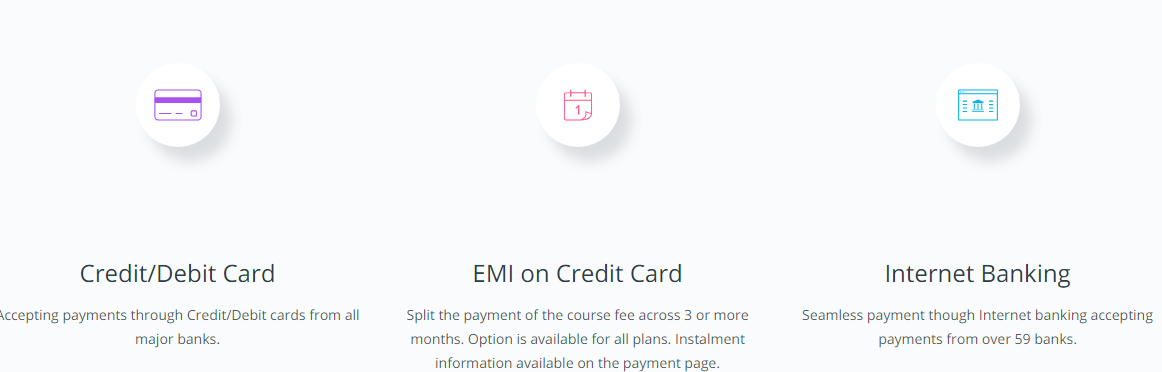 1
Credit/Debit Card
Accepting payments through Credit/Debit cards from all
major banks.
EMI on Credit Card
Split the payment of the course fee across 3 or more
months. Option is available for all plans. Instalment
information available on the payment page.
Internet Banking
Seamless payment though Internet banking accepting
payments from over 59 banks.